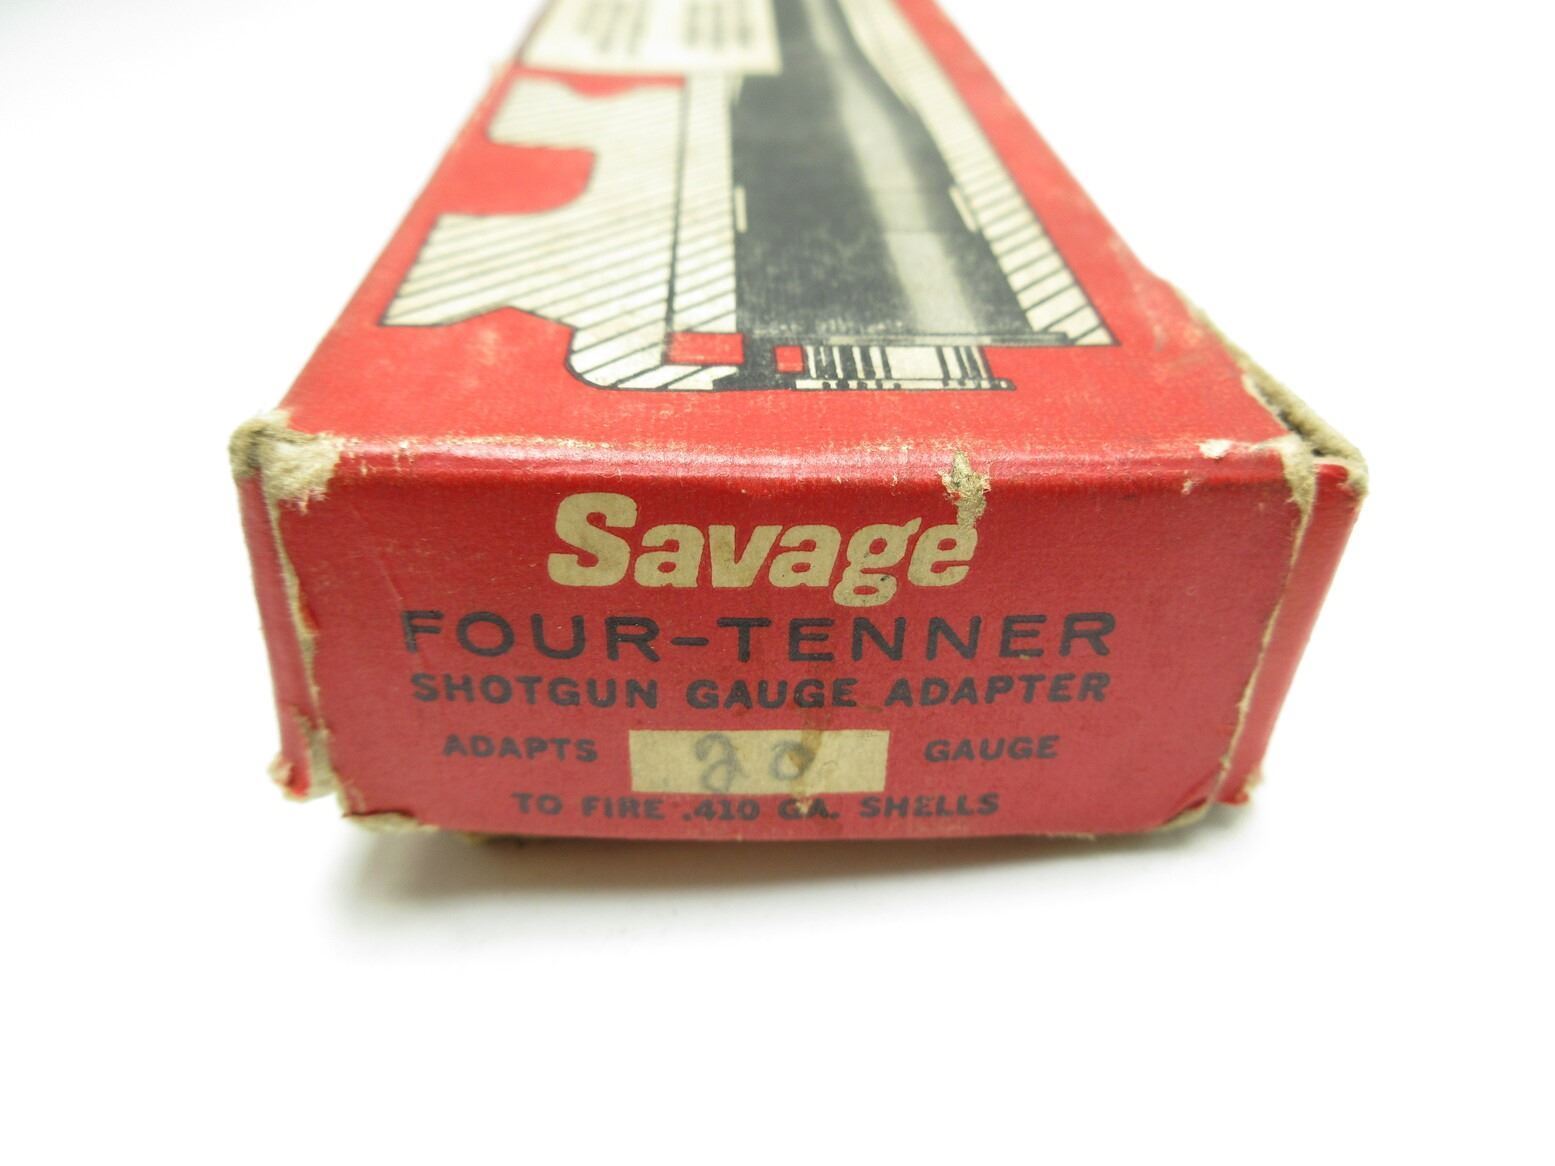 Savage
FOUR-TENNER
SHOTGUN GAUGE ADAPTER
ADAPTS 20 GAUGE
TO FIRE .410 GA. SHELLS